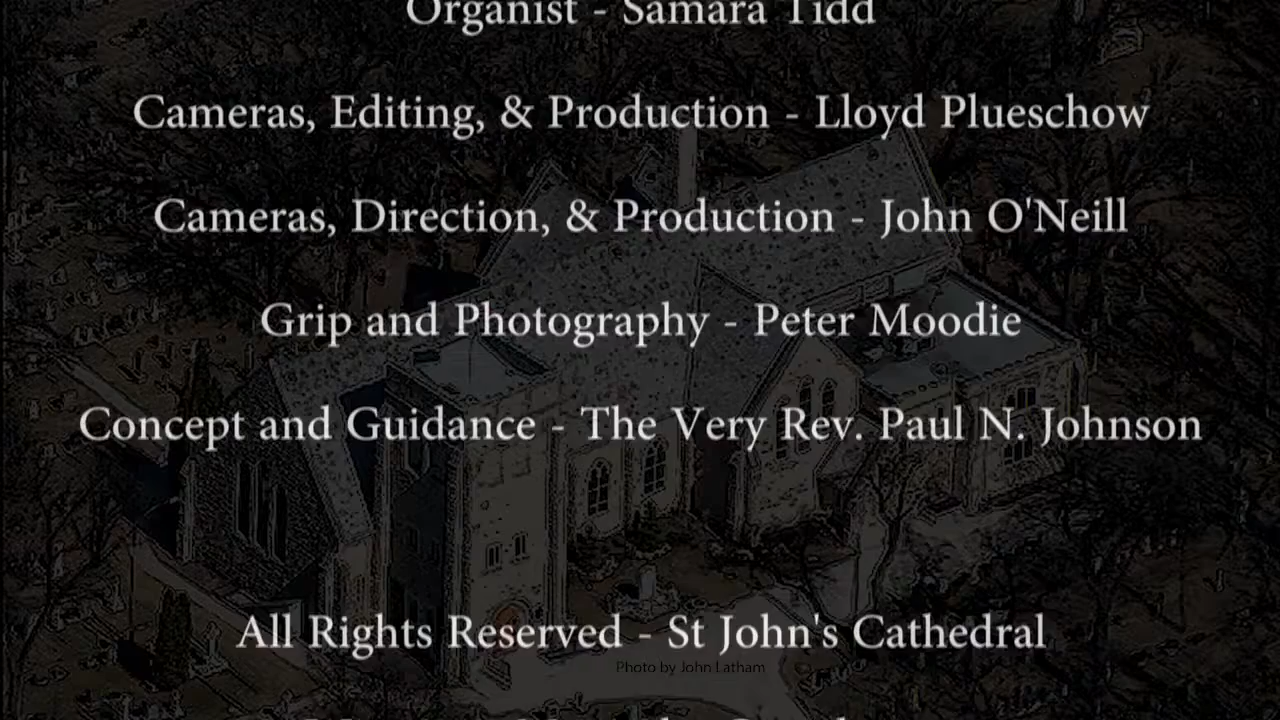 Organist - Samara Tidd
Cameras, Editing, & Production - Lloyd Plueschow
Cameras, Direction, & Production - John O'Neill
Grip and Photography - Peter Moodie
Concept and Guidance - The Very Rev. Paul N. Johnson
All Rights Reserved - St John's Cathedral
Photo by John Latham